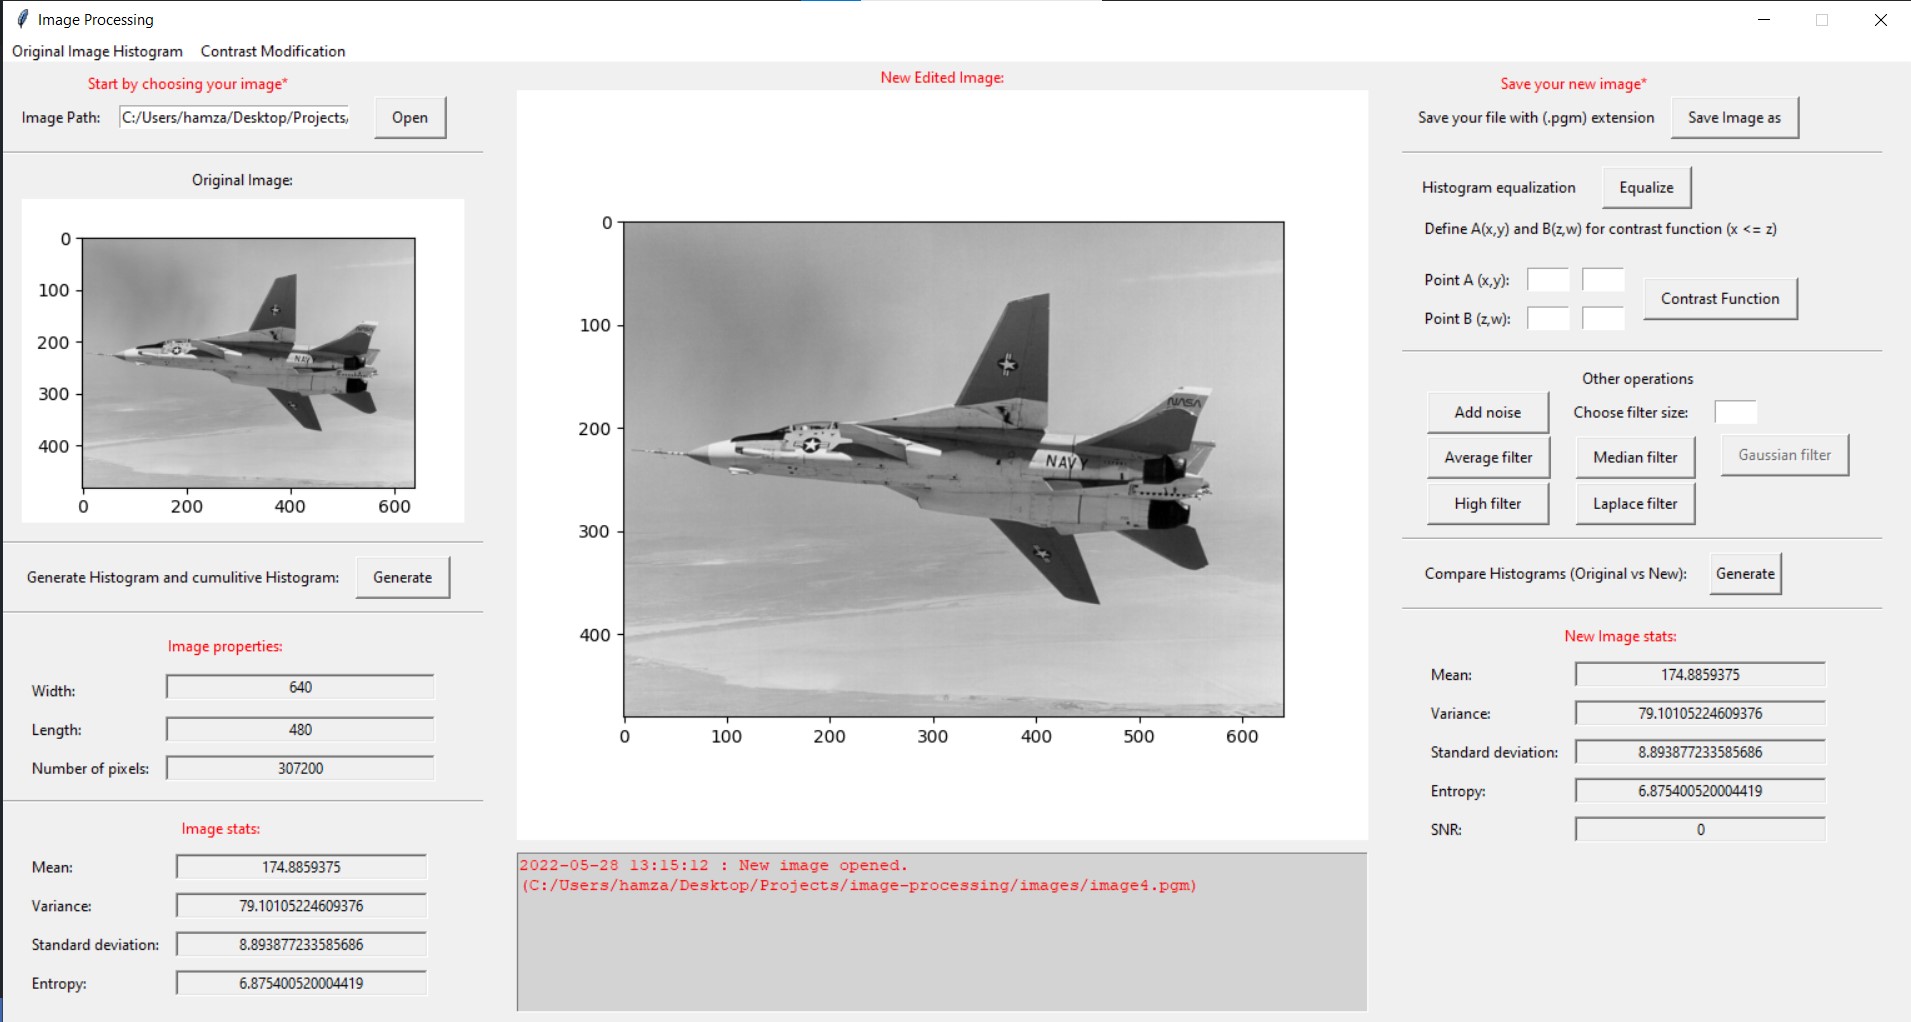 Image Processing
Original Image Histogram Contrast Modification
Start by choosing your image*
Image Path: C:/Users/hamza/Desktop/Projects/ Open
Original Image:
0
100
200
300
400
0 200 400 600
NAVY
NASA
Generate Histogram and cumulitive Histogram: Generate
Image properties:
Width: 640
Length: 480
Number of pixels: 307200
Image stats:
Mean: 174.8859375
Variance: 79.10105224609376
Standard deviation: 8.893877233585686
Entropy: 6.875400520004419
New Edited Image:
0
100
200
300
400
0 100 200 300 400 500 600
NASA
NAVY
2022-05-28 13:15:12 : New image opened.
(C:/Users/hamza/Desktop/Projects/image-processing/images/image4.pgm)
Save your new image*
Save your file with (.pgm) extension Save Image as
Histogram equalization Equalize
Define A(x,y) and B(z,w) for contrast function (x <= z)
Point A (x,y):
Point B (z,w):
Contrast Function
Other operations
Add noise Choose filter size:
Average filter Median filter Gaussian filter
High filter Laplace filter
Compare Histograms (Original vs New): Generate
New Image stats:
Mean: 174.8859375
Variance: 79.10105224609376
Standard deviation: 8.893877233585686
Entropy: 6.875400520004419
SNR: 0